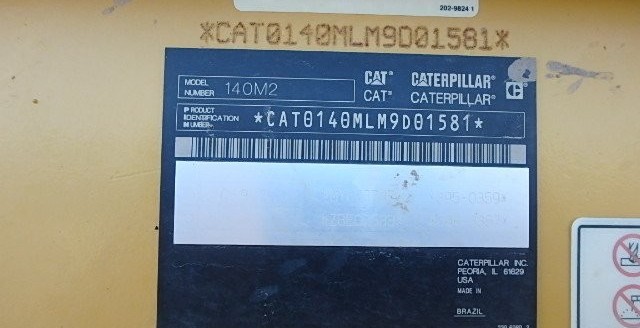 202-9824 1
*CAT0140MLM9D01581*
MODEL NUMBER 140M2
CAT® CATERPILLAR®
CAT® CATERPILLAR®
PRODUCT IDENTIFICATION NUMBER *CAT0140MLM9D01581*
CATERPILLAR INC.
PEORIA, IL 61629
USA
MADE IN
BRAZIL